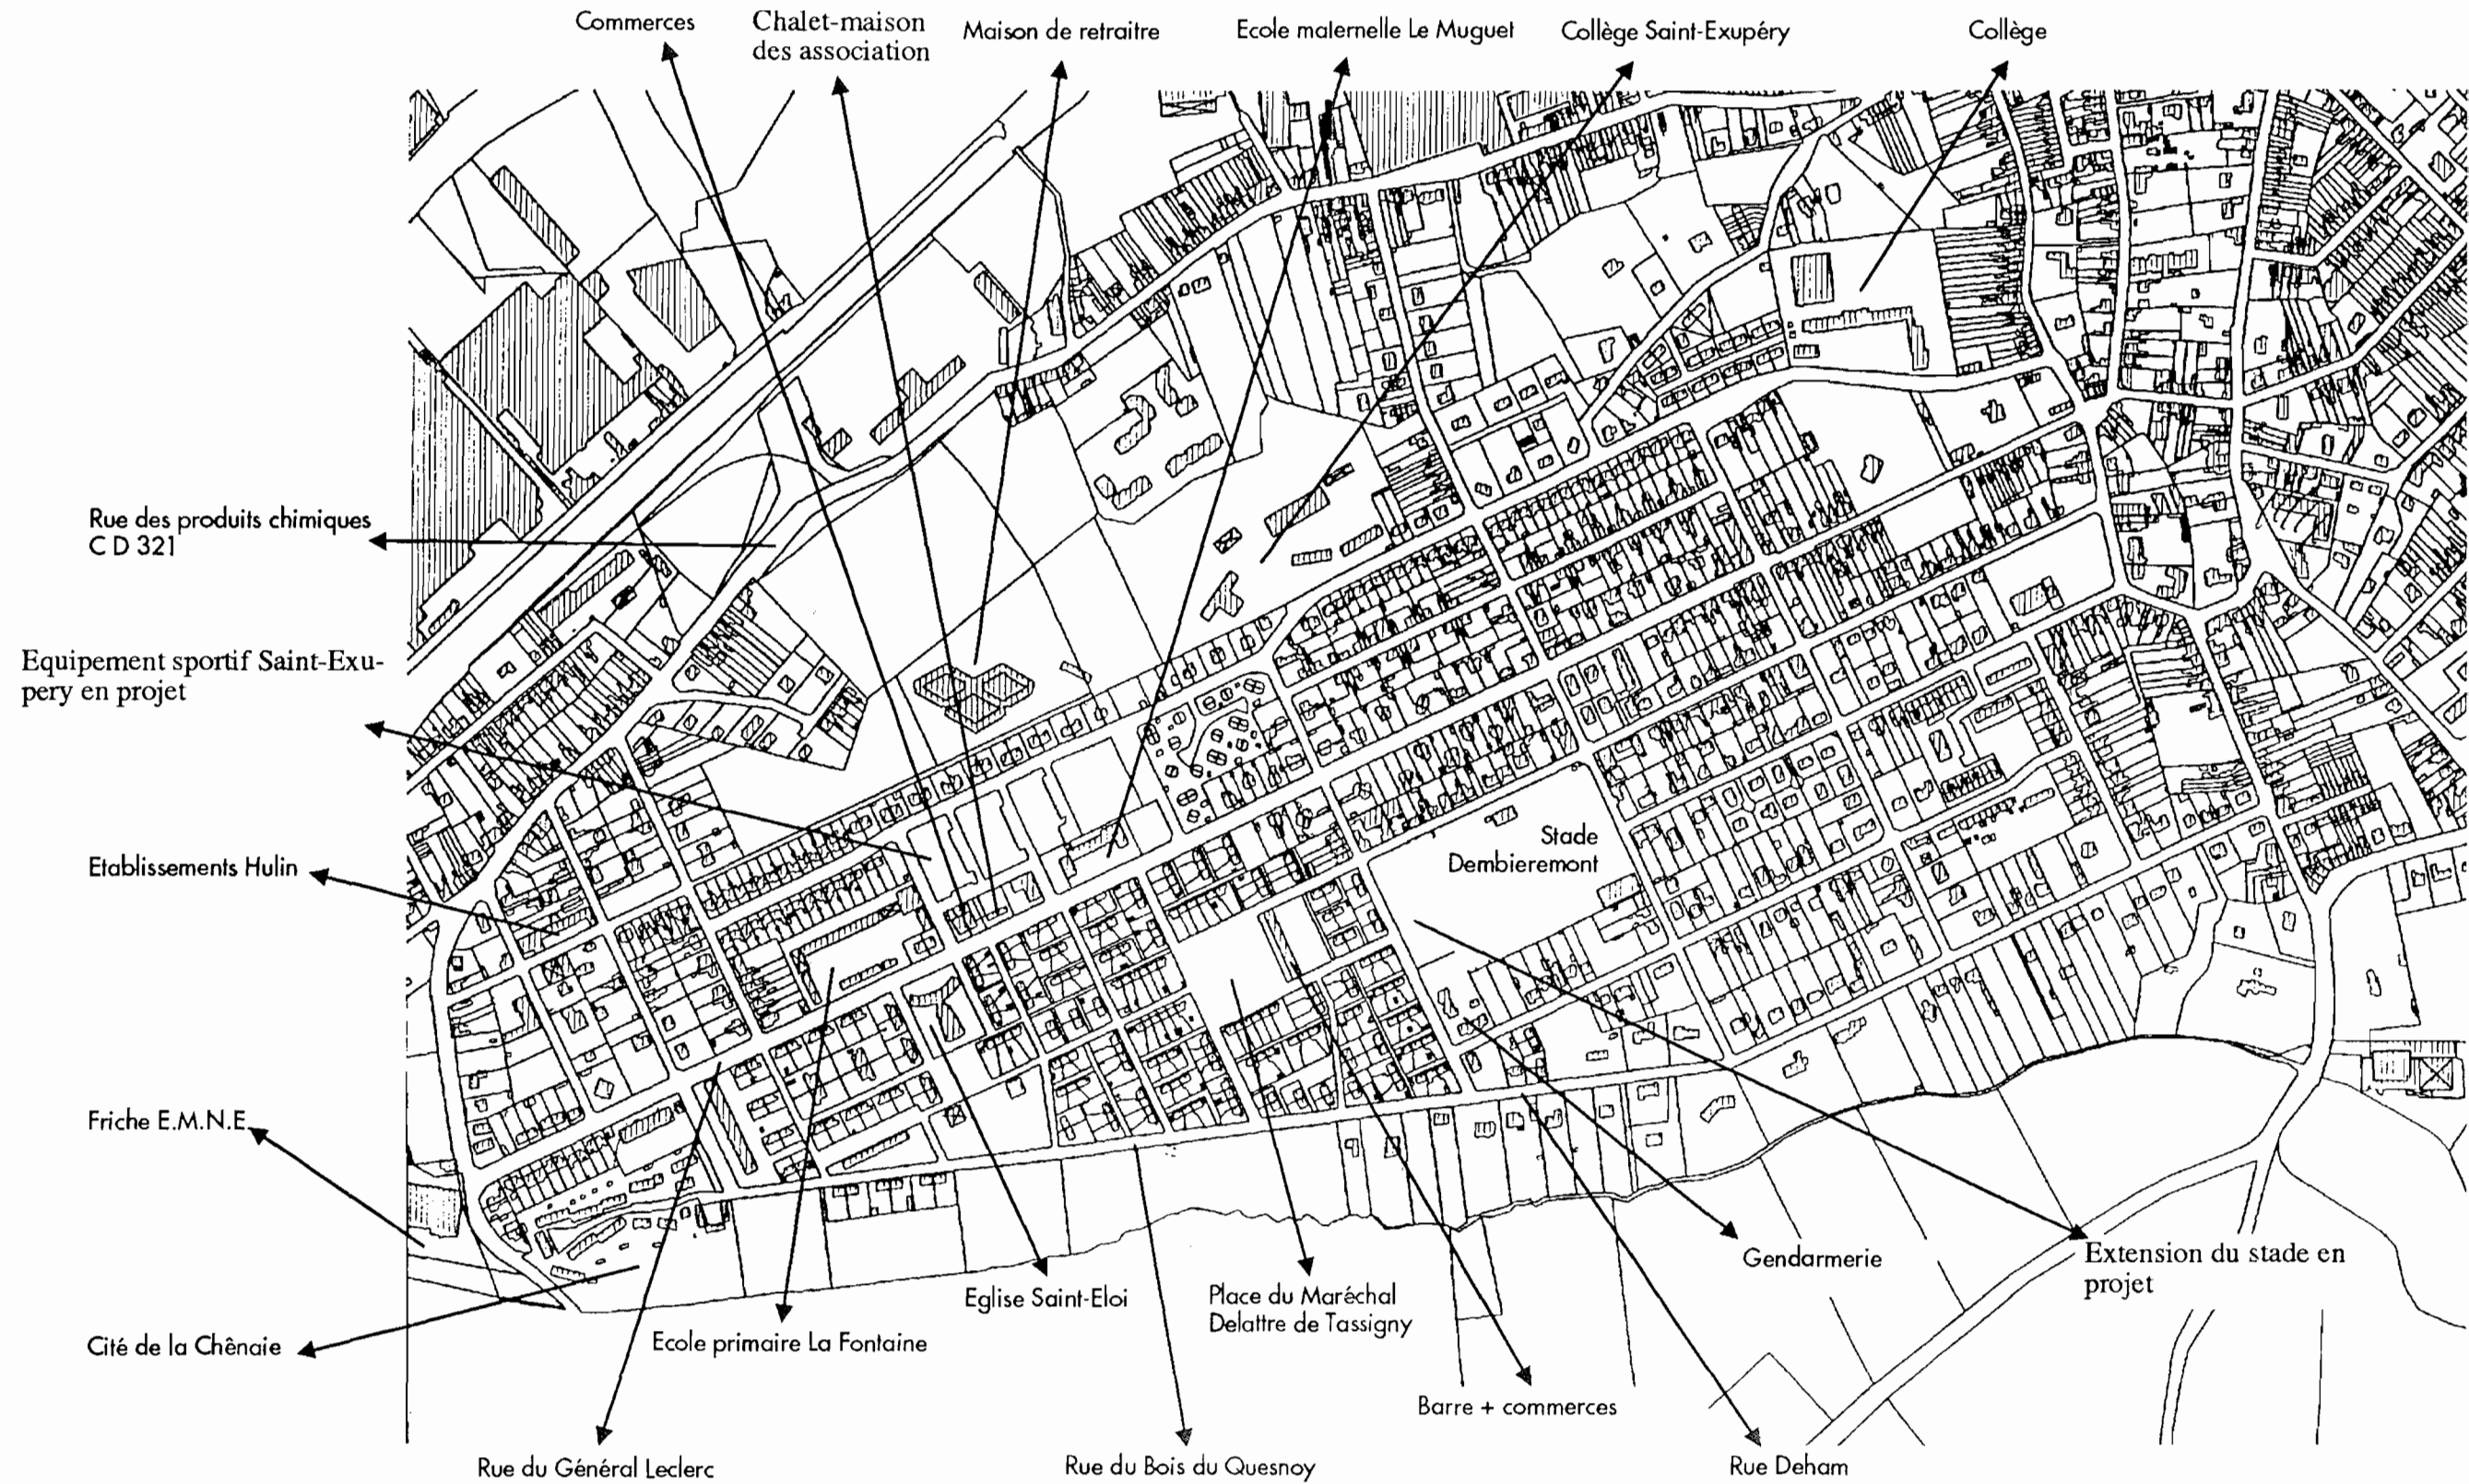 Commerces
Chalet-maison
des association
Maison de retraitre
Ecole maternelle Le Muguet
Collège Saint-Exupéry
Collège
Rue des produits chimiques
C D 321
Equipement sportif Saint-Exu-
pery en projet
Etablissements Hulin
Stade
Dembieremont
Friche E.M.N.E.
Cité de la Chênaie
Ecole primaire La Fontaine
Eglise Saint-Eloi
Place du Maréchal
Delattre de Tassigny
Gendarmerie
Extension du stade en
projet
Barre + commerces
Rue du Général Leclerc
Rue du Bois du Quesnoy
Rue Deham